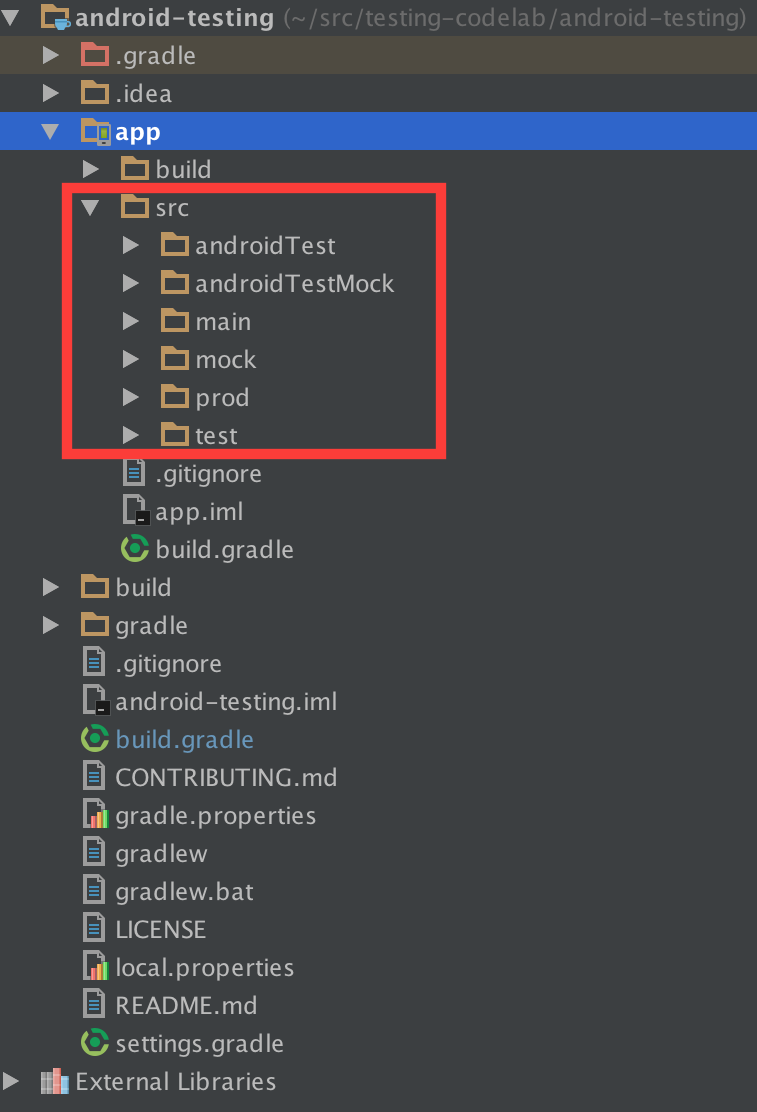 android-testing (~/src/testing-codelab/android-testing)
.gradle
.idea
app
build
src
androidTest
androidTestMock
main
mock
prod
test
.gitignore
app.iml
build.gradle
build
gradle
.gitignore
android-testing.iml
build.gradle
CONTRIBUTING.md
gradle.properties
gradlew
gradlew.bat
LICENSE
local.properties
README.md
settings.gradle
External Libraries